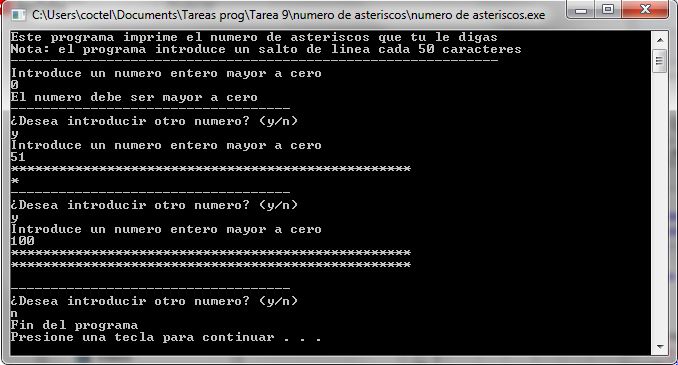 C:\Users\coctel\Documents\Tareas prog\Tarea 9\numero de asteriscos\numero de asteriscos.exe
Este programa imprime el numero de asteriscos que tu le digas
Nota: el programa introduce un salto de linea cada 50 caracteres
-------------------------------------------------------------
Introduce un numero entero mayor a cero
0
El numero debe ser mayor a cero
-----------------------------------
¿Desea introducir otro numero? (y/n)
y
Introduce un numero entero mayor a cero
51
**************************************************
*
-----------------------------------
¿Desea introducir otro numero? (y/n)
y
Introduce un numero entero mayor a cero
100
**************************************************
**************************************************
-----------------------------------
¿Desea introducir otro numero? (y/n)
n
Fin del programa
Presione una tecla para continuar . . .